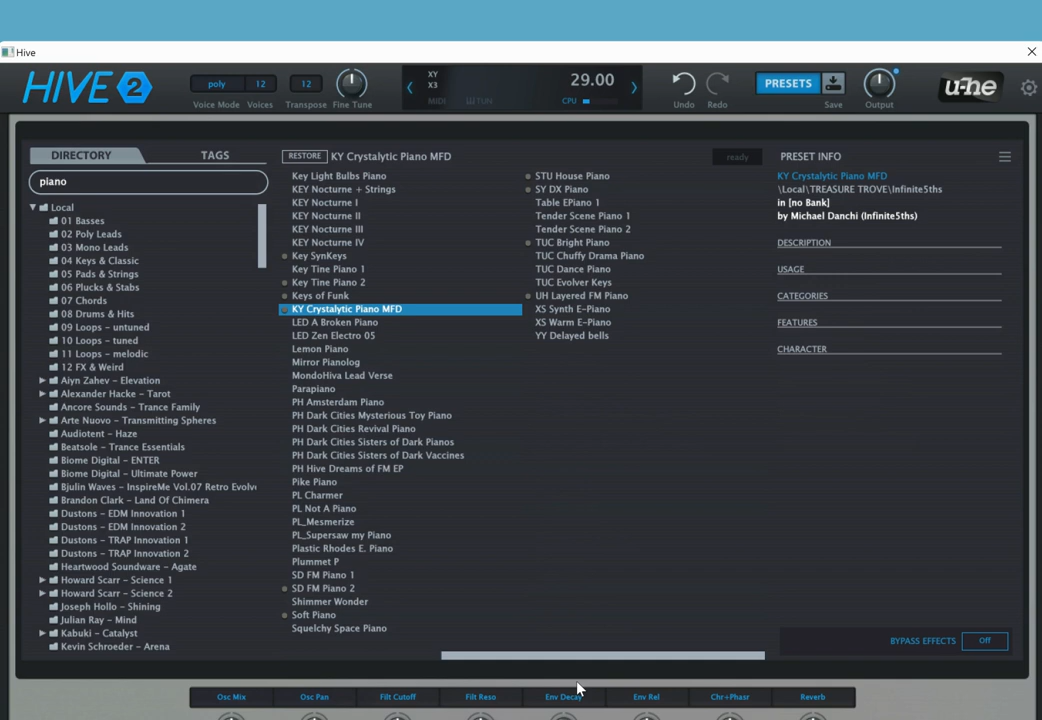 Hive
HIVE 2
poly 12 12
Voice Mode Voices Transpose Fine Tune
XY
X3
29.00
MIDI TUN CPU
Undo Redo
PRESETS
Save Output
u-he
DIRECTORY TAGS
piano
Local
01 Basses
02 Poly Leads
03 Mono Leads
04 Keys & Classic
05 Pads & Strings
06 Plucks & Stabs
07 Chords
08 Drums & Hits
09 Loops - untuned
10 Loops - tuned
11 Loops - melodic
12 FX & Weird
Alyn Zahev - Elevation
Alexander Hacke - Tarot
Ancore Sounds - Trance Family
Arte Nuovo - Transmitting Spheres
Audiotent - Haze
Beatsole - Trance Essentials
Biome Digital - ENTER
Biome Digital - Ultimate Power
Bjulin Waves - InspireMe Vol.07 Retro Evolv
Brandon Clark - Land Of Chimera
Dustons - EDM Innovation 1
Dustons - EDM Innovation 2
Dustons - TRAP Innovation 1
Dustons - TRAP Innovation 2
Heartwood Soundware - Agate
Howard Scarr - Science 1
Howard Scarr - Science 2
Joseph Hollo - Shining
Julian Ray - Mind
Kabuki - Catalyst
Kevin Schroeder - Arena
RESTORE KY Crystalytic Piano MFD
ready
Key Light Bulbs Piano
KEY Nocturne + Strings
KEY Nocturne I
KEY Nocturne II
KEY Nocturne III
KEY Nocturne IV
Key SynKeys
Key Tine Piano 1
Key Tine Piano 2
Keys of Funk
KY Crystalytic Piano MFD
LED A Broken Piano
LED Zen Electro 05
Lemon Piano
Mirror Pianolog
MondoHiva Lead Verse
Parapiano
PH Amsterdam Piano
PH Dark Cities Mysterious Toy Piano
PH Dark Cities Revival Piano
PH Dark Cities Sisters of Dark Pianos
PH Dark Cities Sisters of Dark Vaccines
PH Hive Dreams of FM EP
Pike Piano
PL Charmer
PL Not A Piano
PL_Mesmerize
PL_Supersaw my Piano
Plastic Rhodes E. Piano
Plummet P
SD FM Piano 1
SD FM Piano 2
Shimmer Wonder
Soft Piano
Squelchy Space Piano
STU House Piano
SY DX Piano
Table EPiano 1
Tender Scene Piano 1
Tender Scene Piano 2
TUC Bright Piano
TUC Chuffy Drama Piano
TUC Dance Piano
TUC Evolver Keys
UH Layered FM Piano
XS Synth E-Piano
XS Warm E-Piano
YY Delayed bells
PRESET INFO
KY Crystalytic Piano MFD
\Local\TREASURE TROVE\Infinite5ths
in [no Bank]
by Michael Danchi (Infinite5ths)
DESCRIPTION
USAGE
CATEGORIES
FEATURES
CHARACTER
BYPASS EFFECTS Off
Osc Mix Osc Pan Filt Cutoff Filt Reso Env Decay Env Rel Chr+Phasr Reverb